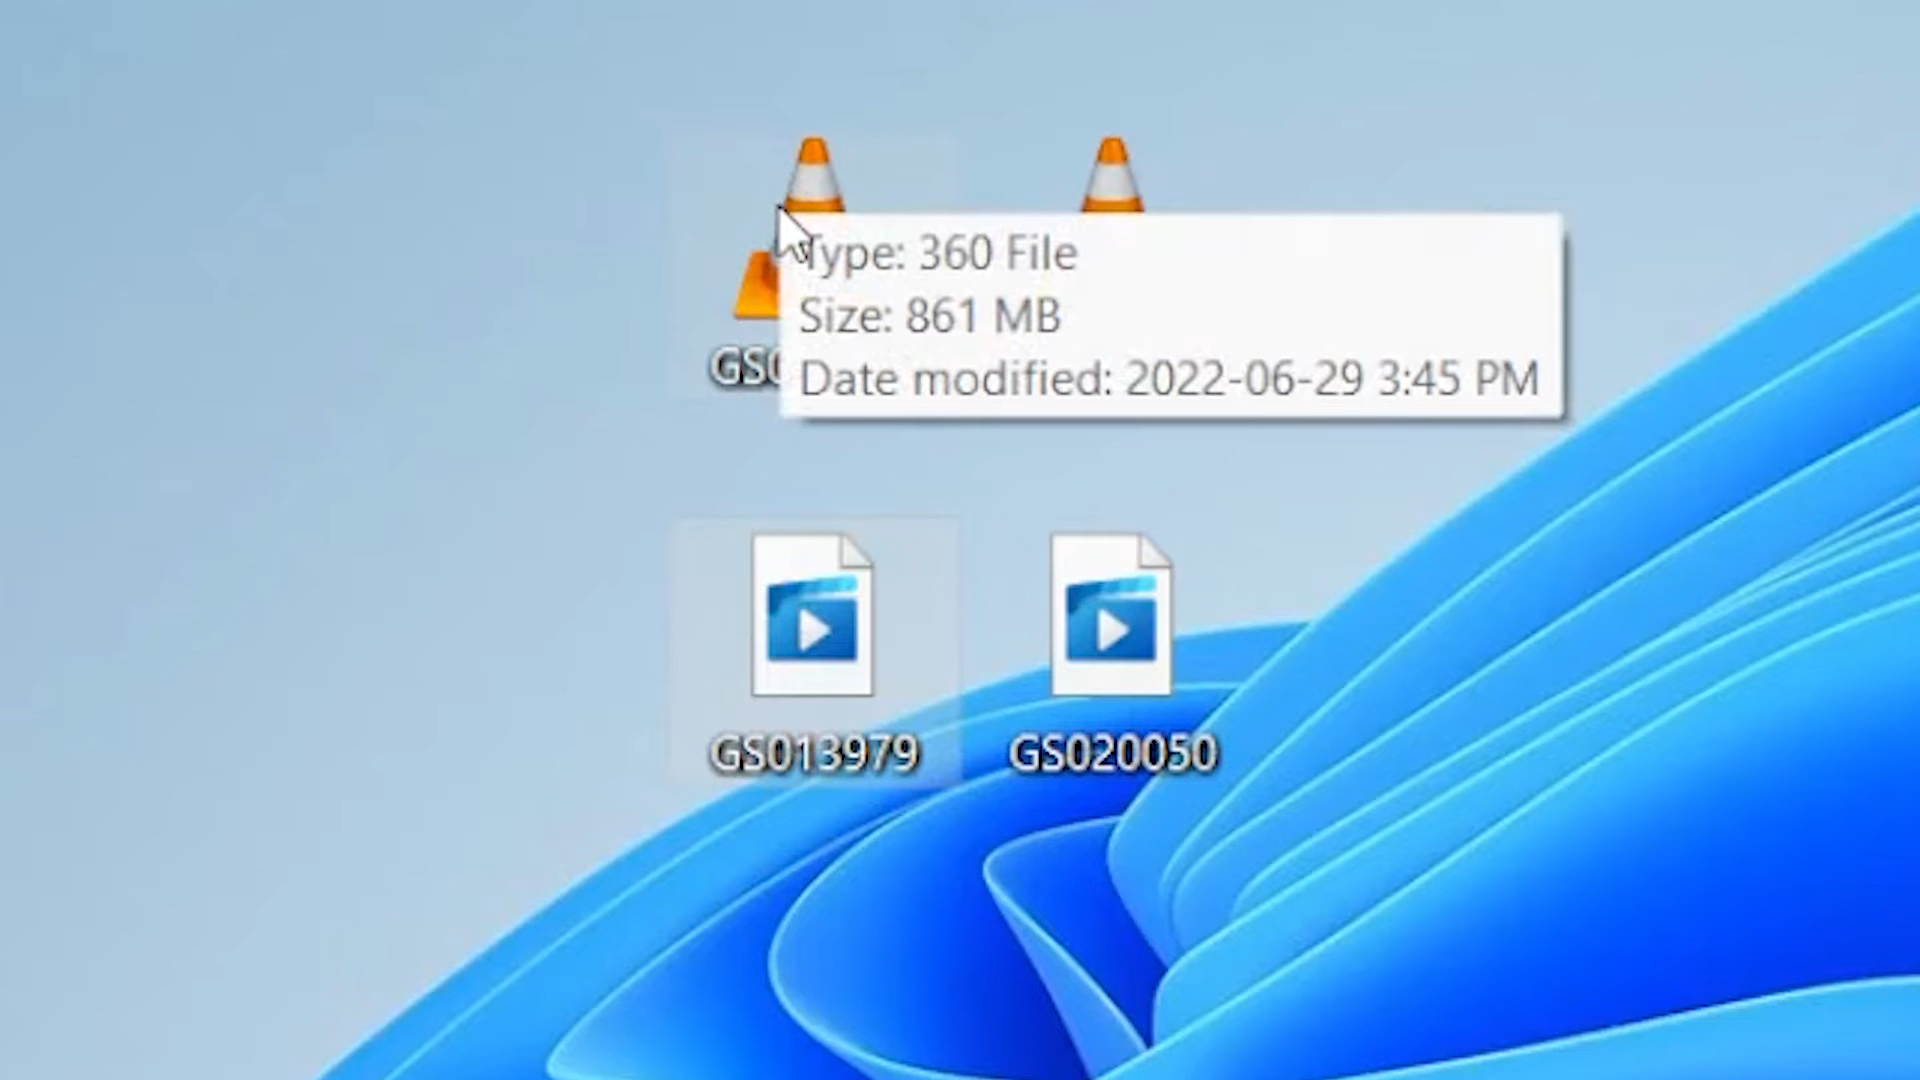 Type: 360 File
Size: 861 MB
Date modified: 2022-06-29 3:45 PM
GS013979
GS020050